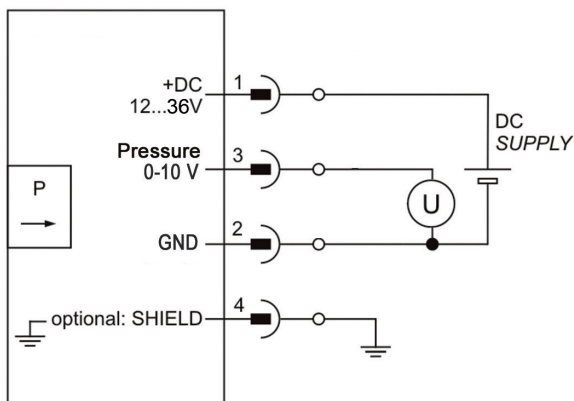 +DC 1
12...36V
DC
SUPPLY
Pressure 3
0-10 V
P
U
GND 2
optional: SHIELD 4